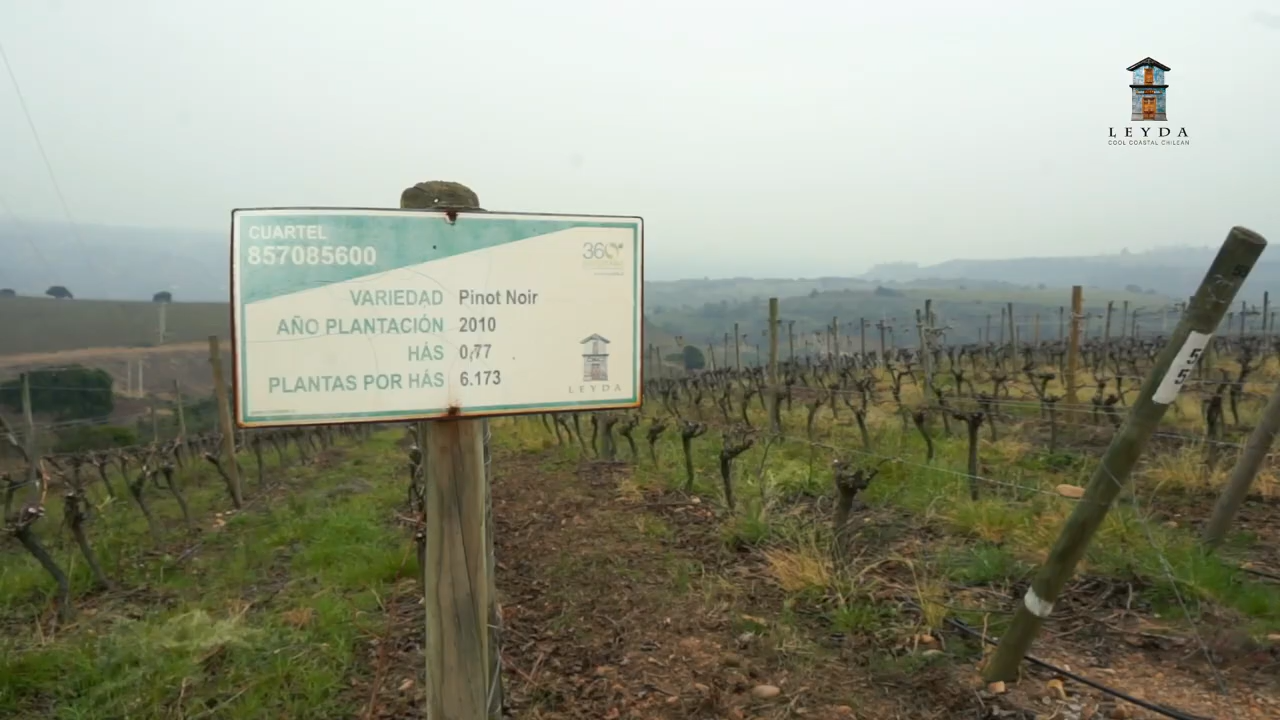 CUARTEL
857085600
360°
VARIEDAD Pinot Noir
AÑO PLANTACIÓN 2010
HÁS 0,77
PLANTAS POR HÁS 6.173
LEYDA
LEYDA
COOL COASTAL CHILEAN
55